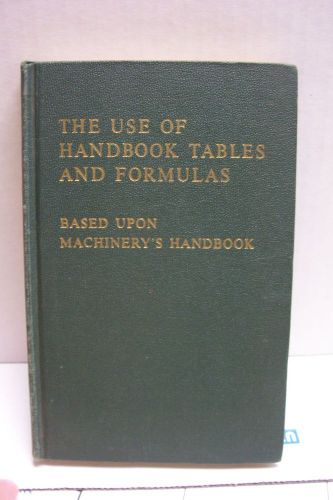 THE USE OF
HANDBOOK TABLES
AND FORMULAS
BASED UPON
MACHINERY'S HANDBOOK